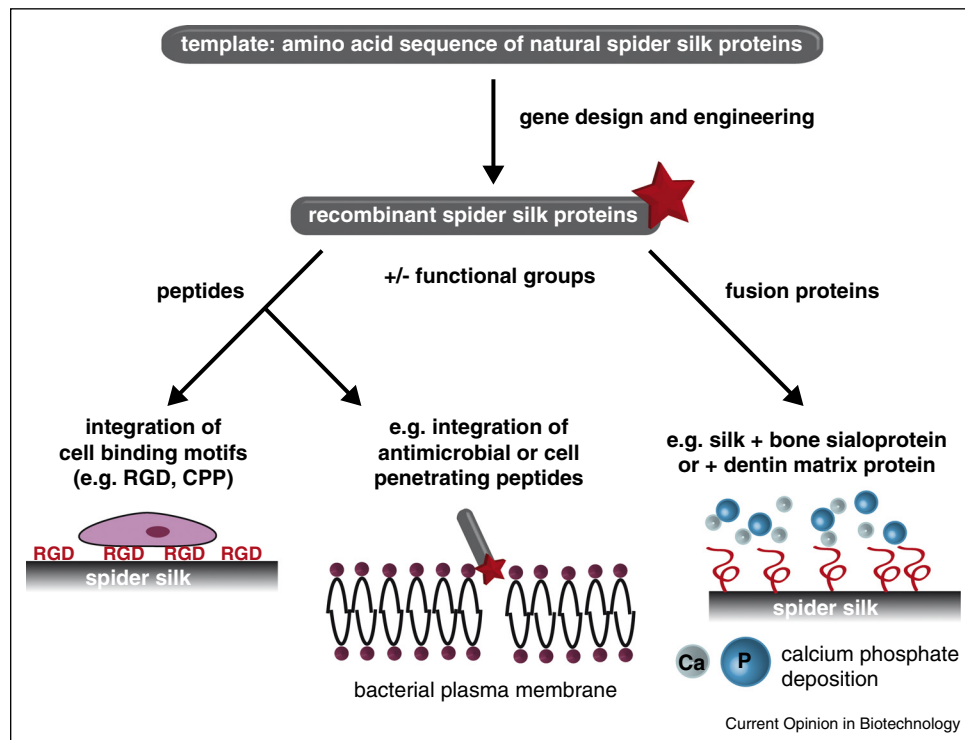 template: amino acid sequence of natural spider silk proteins
gene design and engineering
recombinant spider silk proteins
+/- functional groups
peptides
fusion proteins
integration of
cell binding motifs
(e.g. RGD, CPP)
e.g. integration of
antimicrobial or cell
penetrating peptides
e.g. silk + bone sialoprotein
or + dentin matrix protein
RGD RGD RGD RGD
spider silk
bacterial plasma membrane
spider silk
Ca P calcium phosphate
deposition
Current Opinion in Biotechnology